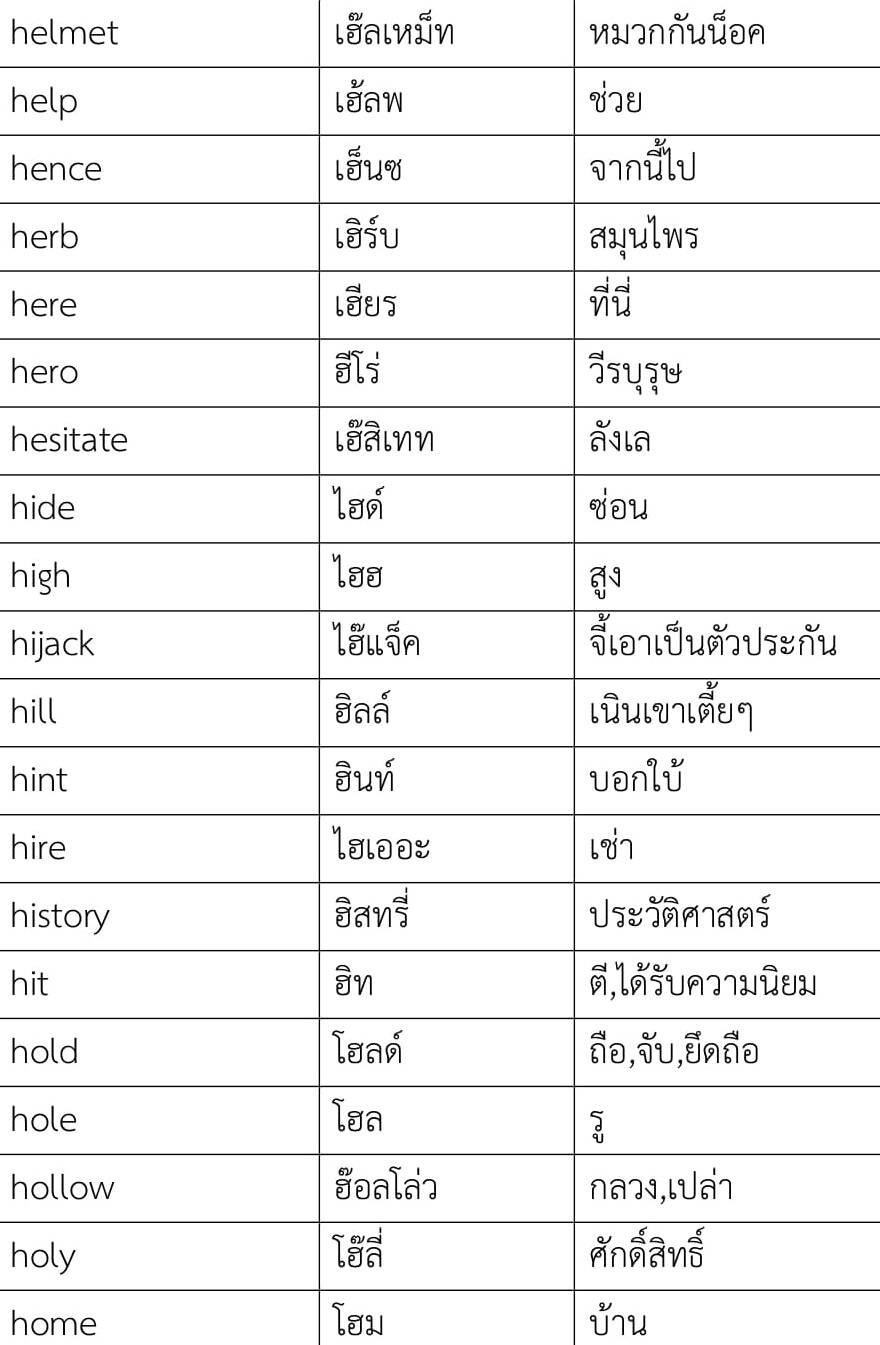 helmet เฮ๊ลเหม็ท หมวกกันน็อค
help เฮ้ลพ ช่วย
hence เฮ็นซ จากนี้ไป
herb เฮิร์บ สมุนไพร
here เฮียร ที่นี่
hero ฮีโร่ วีรบุรุษ
hesitate เฮ๊สิเทท ลังเล
hide ไฮด์ ซ่อน
high ไฮฮ สูง
hijack ไฮ๊แจ็ค จี้เอาเป็นตัวประกัน
hill ฮิลล์ เนินเขาเตี้ยๆ
hint ฮินท์ บอกใบ้
hire ไฮเออะ เช่า
history ฮิสทรี่ ประวัติศาสตร์
hit ฮิท ตี,ได้รับความนิยม
hold โฮลด์ ถือ,จับ,ยึดถือ
hole โฮล รู
hollow ฮ๊อลโล่ว กลวง,เปล่า
holy โฮ๊ลี่ ศักดิ์สิทธิ์
home โฮม บ้าน